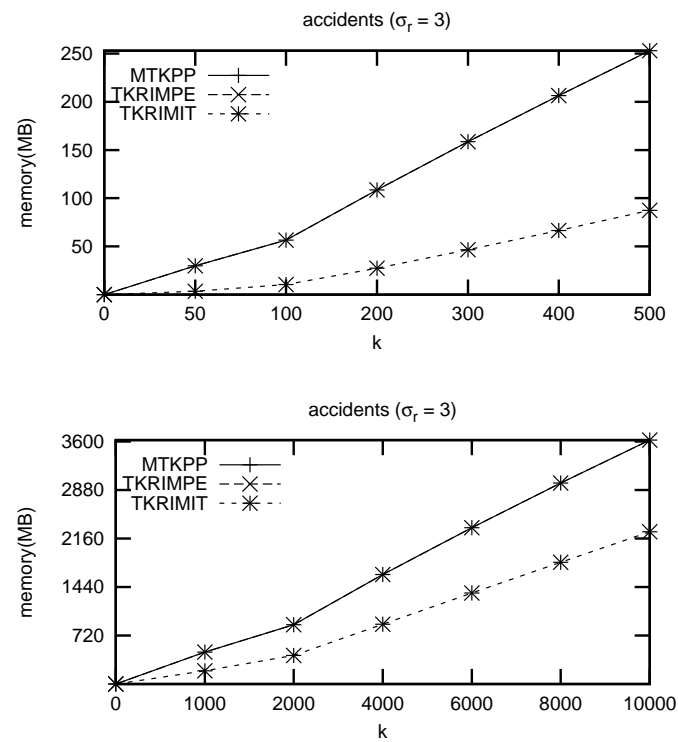 accidents (σr = 3)
250
200
150
100
50
MTKPP
TKRIMPE
TKRIMIT
memory(MB)
0 50 100 200 300 400 500
k
accidents (σr = 3)
3600
2880
2160
1440
720
MTKPP
TKRIMPE
TKRIMIT
memory(MB)
0 1000 2000 4000 6000 8000 10000
k